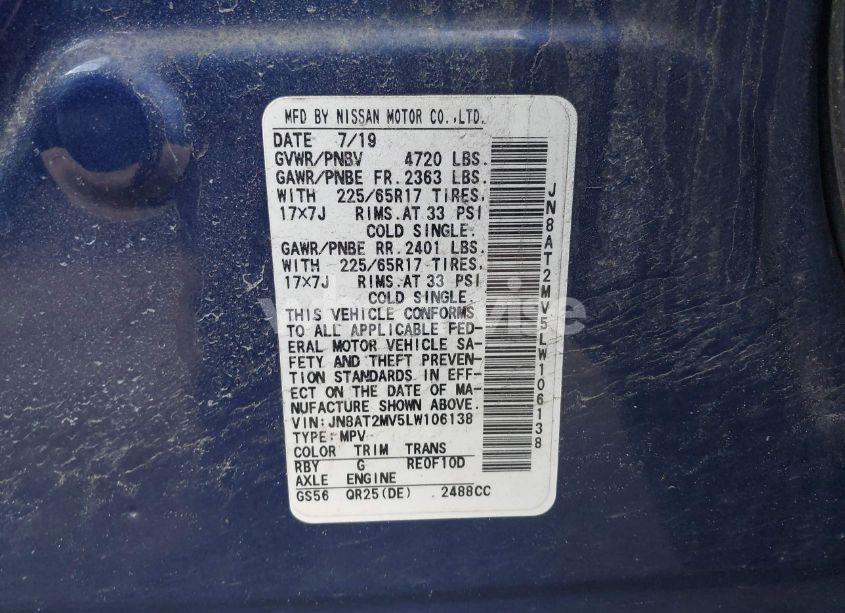 MFD BY NISSAN MOTOR CO.,LTD.
DATE 7/19
GVWR/PNBV 4720 LBS.
GAWR/PNBE FR.2363 LBS.
WITH 225/65R17 TIRES.
17×7J RIMS.AT 33 PSI
COLD SINGLE.
GAWR/PNBE RR.2401 LBS.
WITH 225/65R17 TIRES.
17×7J RIMS.AT 33 PSI
COLD SINGLE.
THIS VEHICLE CONFORMS
TO ALL APPLICABLE FED-
ERAL MOTOR VEHICLE SA-
FETY AND THEFT PREVEN-
TION STANDARDS IN EFF-
ECT ON THE DATE OF MA-
NUFACTURE SHOWN ABOVE.
VIN:JN8AT2MV5LW106138
TYPE:MPV
COLOR TRIM TRANS
RBY G RE0F10D
AXLE ENGINE
GS56 QR25(DE) 2488CC
JN8AT2MV5LW106138